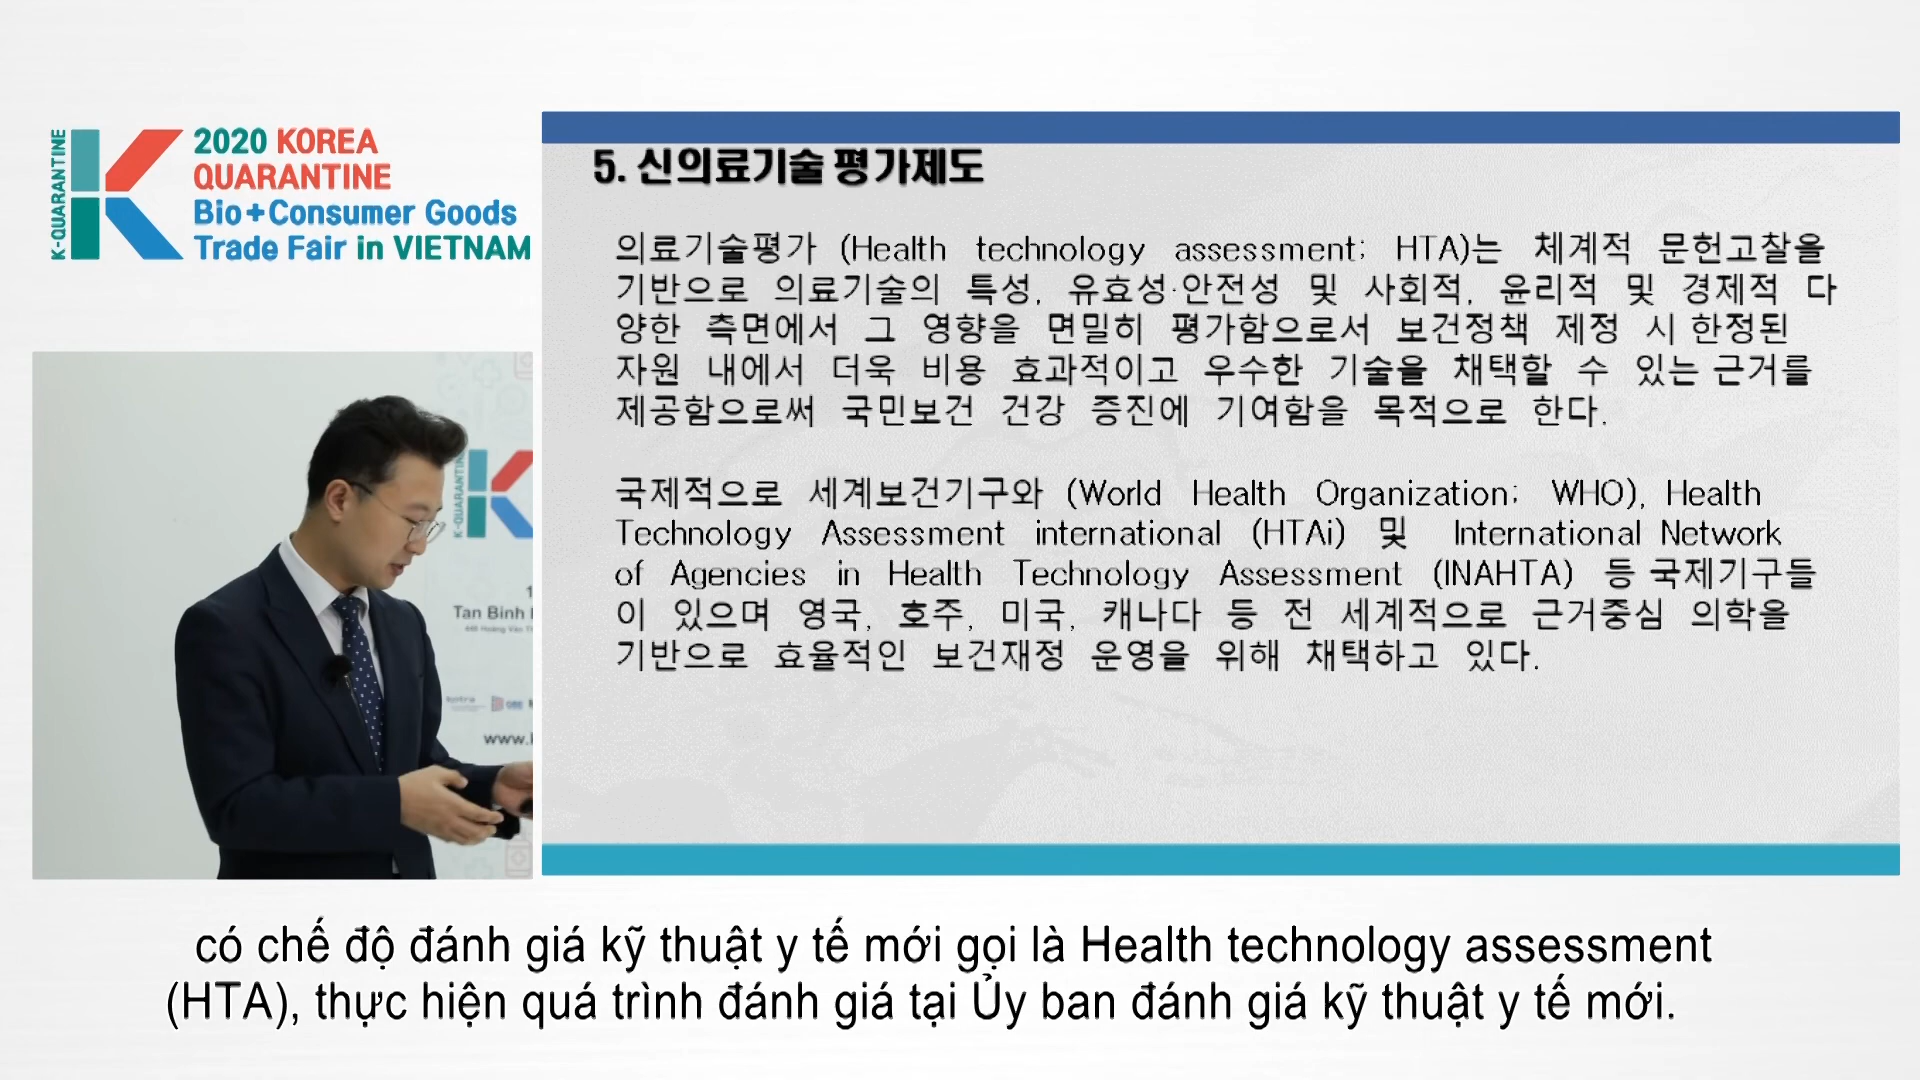 K-QUARANTINE
2020 KOREA
QUARANTINE
Bio+Consumer Goods
Trade Fair in VIETNAM
5. 신의료기술 평가제도
의료기술평가 (Health technology assessment; HTA)는 체계적 문헌고찰을
기반으로 의료기술의 특성, 유효성·안전성 및 사회적, 윤리적 및 경제적 다
양한 측면에서 그 영향을 면밀히 평가함으로서 보건정책 제정 시 한정된
자원 내에서 더욱 비용 효과적이고 우수한 기술을 채택할 수 있는 근거를
제공함으로써 국민보건 건강 증진에 기여함을 목적으로 한다.
국제적으로 세계보건기구와 (World Health Organization; WHO), Health
Technology Assessment international (HTAi) 및 International Network
of Agencies in Health Technology Assessment (INAHTA) 등 국제기구들
이 있으며 영국, 호주, 미국, 캐나다 등 전 세계적으로 근거중심 의학을
기반으로 효율적인 보건재정 운영을 위해 채택하고 있다.
K-QUARANTINE
Tan Binh
www.
có chế độ đánh giá kỹ thuật y tế mới gọi là Health technology assessment
(HTA), thực hiện quá trình đánh giá tại Ủy ban đánh giá kỹ thuật y tế mới.